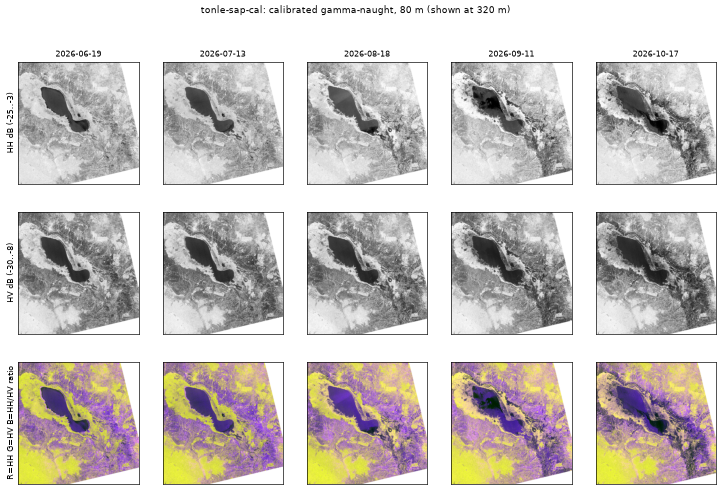 tonle-sap-cal: calibrated gamma-naught, 80 m (shown at 320 m)
2026-06-19
2026-07-13
2026-08-18
2026-09-11
2026-10-17
HH dB (-25..-3)
HV dB (-30..-8)
R=HH G=HV B=HH/HV ratio